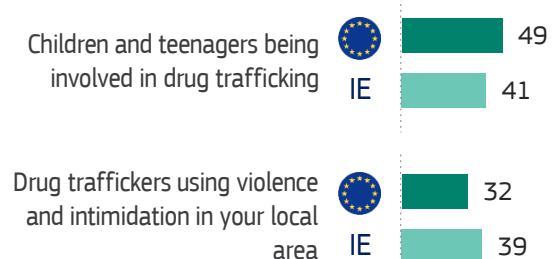 Children and teenagers being
involved in drug trafficking
49
IE
41
Drug traffickers using violence
and intimidation in your local
area
32
IE
39